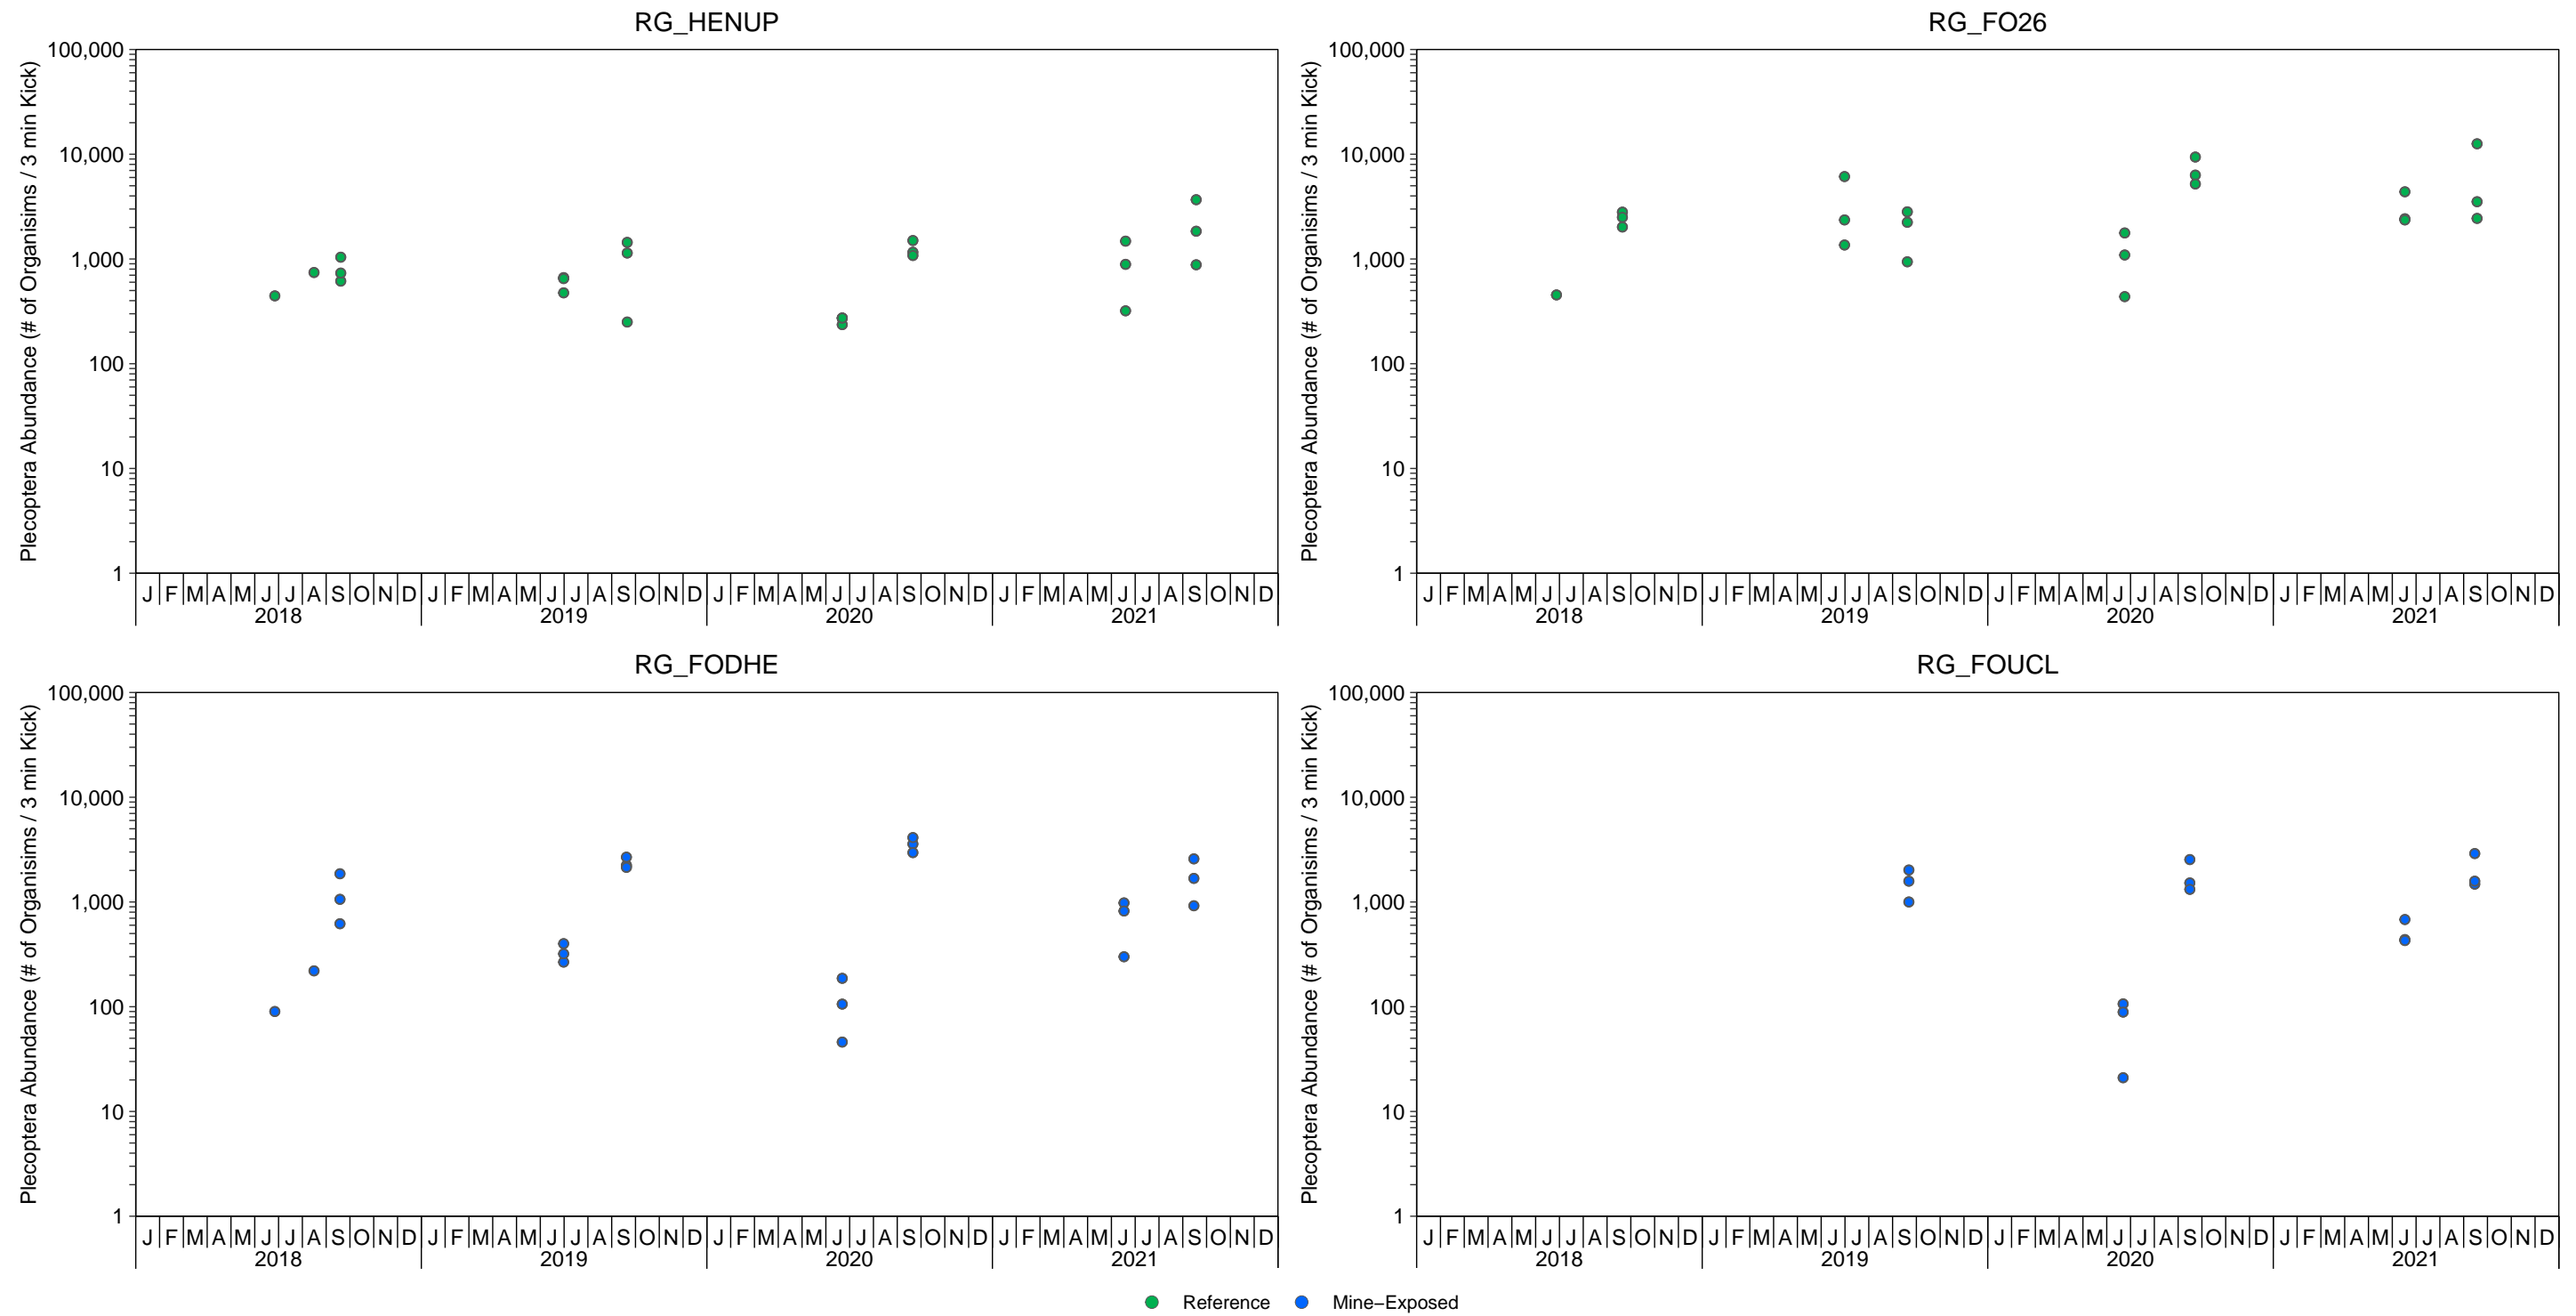 RG_HENUP
Plecoptera Abundance (# of Organisims / 3 min Kick)
100,000
10,000
1,000
100
10
1
J F M A M J J A S O N D J F M A M J J A S O N D J F M A M J J A S O N D J F M A M J J A S O N D
2018 2019 2020 2021
RG_FO26
Plecoptera Abundance (# of Organisims / 3 min Kick)
100,000
10,000
1,000
100
10
1
J F M A M J J A S O N D J F M A M J J A S O N D J F M A M J J A S O N D J F M A M J J A S O N D
2018 2019 2020 2021
RG_FODHE
Plecoptera Abundance (# of Organisims / 3 min Kick)
100,000
10,000
1,000
100
10
1
J F M A M J J A S O N D J F M A M J J A S O N D J F M A M J J A S O N D J F M A M J J A S O N D
2018 2019 2020 2021
RG_FOUCL
Plecoptera Abundance (# of Organisims / 3 min Kick)
100,000
10,000
1,000
100
10
1
J F M A M J J A S O N D J F M A M J J A S O N D J F M A M J J A S O N D J F M A M J J A S O N D
2018 2019 2020 2021
Reference Mine−Exposed